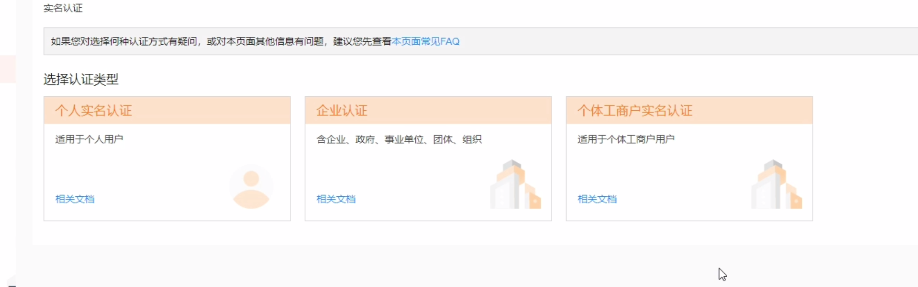 实名认证
如果您对选择何种认证方式有疑问，或对本页面其他信息有问题，建议您先查看本页面常见FAQ
选择认证类型
个人实名认证
适用于个人用户
相关文档
企业认证
含企业、政府、事业单位、团体、组织
相关文档
个体工商户实名认证
适用于个体工商户用户
相关文档